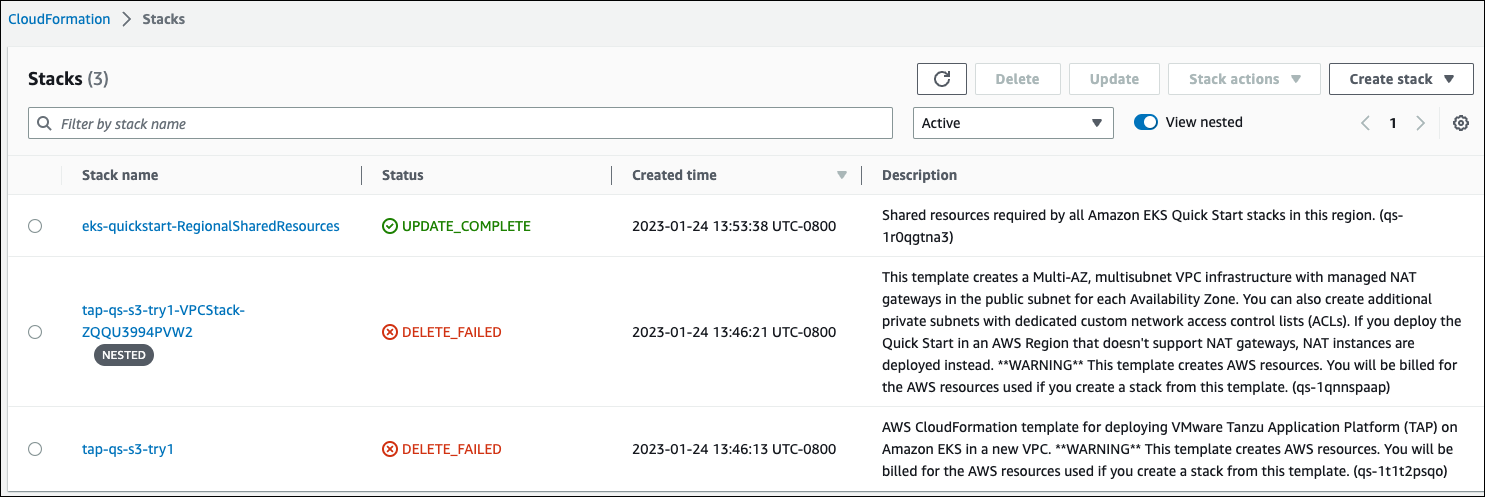 CloudFormation > Stacks
Stacks (3)
Delete
Update
Stack actions
Create stack
Filter by stack name
Active
View nested
1
Stack name
Status
Created time
Description
eks-quickstart-RegionalSharedResources
UPDATE_COMPLETE
2023-01-24 13:53:38 UTC-0800
Shared resources required by all Amazon EKS Quick Start stacks in this region. (qs-
1r0qgtna3)
tap-qs-s3-try1-VPCStack-
ZQQU3994PVW2
NESTED
DELETE_FAILED
2023-01-24 13:46:21 UTC-0800
This template creates a Multi-AZ, multisubnet VPC infrastructure with managed NAT
gateways in the public subnet for each Availability Zone. You can also create additional
private subnets with dedicated custom network access control lists (ACLs). If you deploy the
Quick Start in an AWS Region that doesn't support NAT gateways, NAT instances are
deployed instead. **WARNING** This template creates AWS resources. You will be billed for
the AWS resources used if you create a stack from this template. (qs-1qnnspaap)
tap-qs-s3-try1
DELETE_FAILED
2023-01-24 13:46:13 UTC-0800
AWS CloudFormation template for deploying VMware Tanzu Application Platform (TAP) on
Amazon EKS in a new VPC. **WARNING** This template creates AWS resources. You will be
billed for the AWS resources used if you create a stack from this template. (qs-1t1t2psqo)